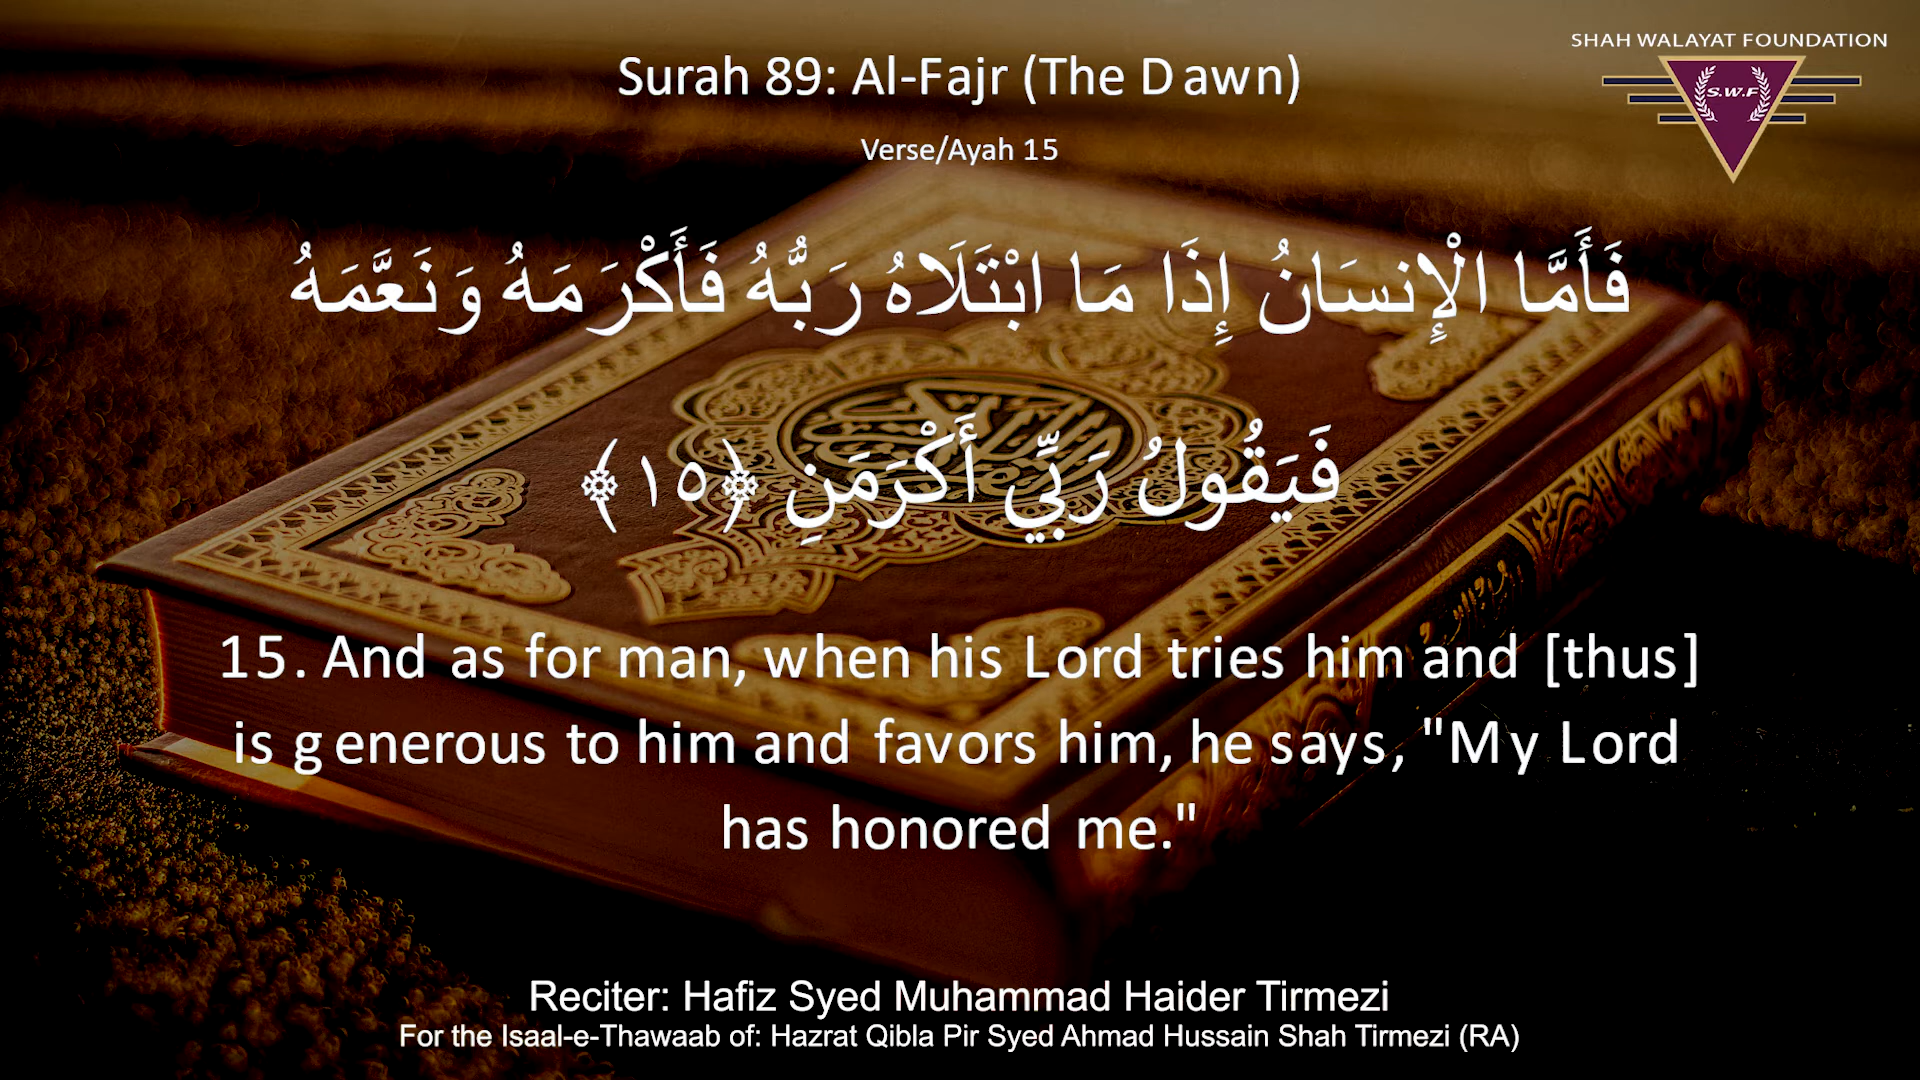 SHAH WALAYAT FOUNDATION
S.W.F
Surah 89: Al-Fajr (The Dawn)
Verse/Ayah 15
فَأَمَّا الْإِنسَانُ إِذَا مَا ابْتَلَاهُ رَبُّهُ فَأَكْرَمَهُ وَنَعَّمَهُ
فَيَقُولُ رَبِّي أَكْرَمَنِ ﴿١٥﴾
15. And as for man, when his Lord tries him and [thus]
is generous to him and favors him, he says, "My Lord
has honored me."
Reciter: Hafiz Syed Muhammad Haider Tirmezi
For the Isaal-e-Thawaab of: Hazrat Qibla Pir Syed Ahmad Hussain Shah Tirmezi (RA)